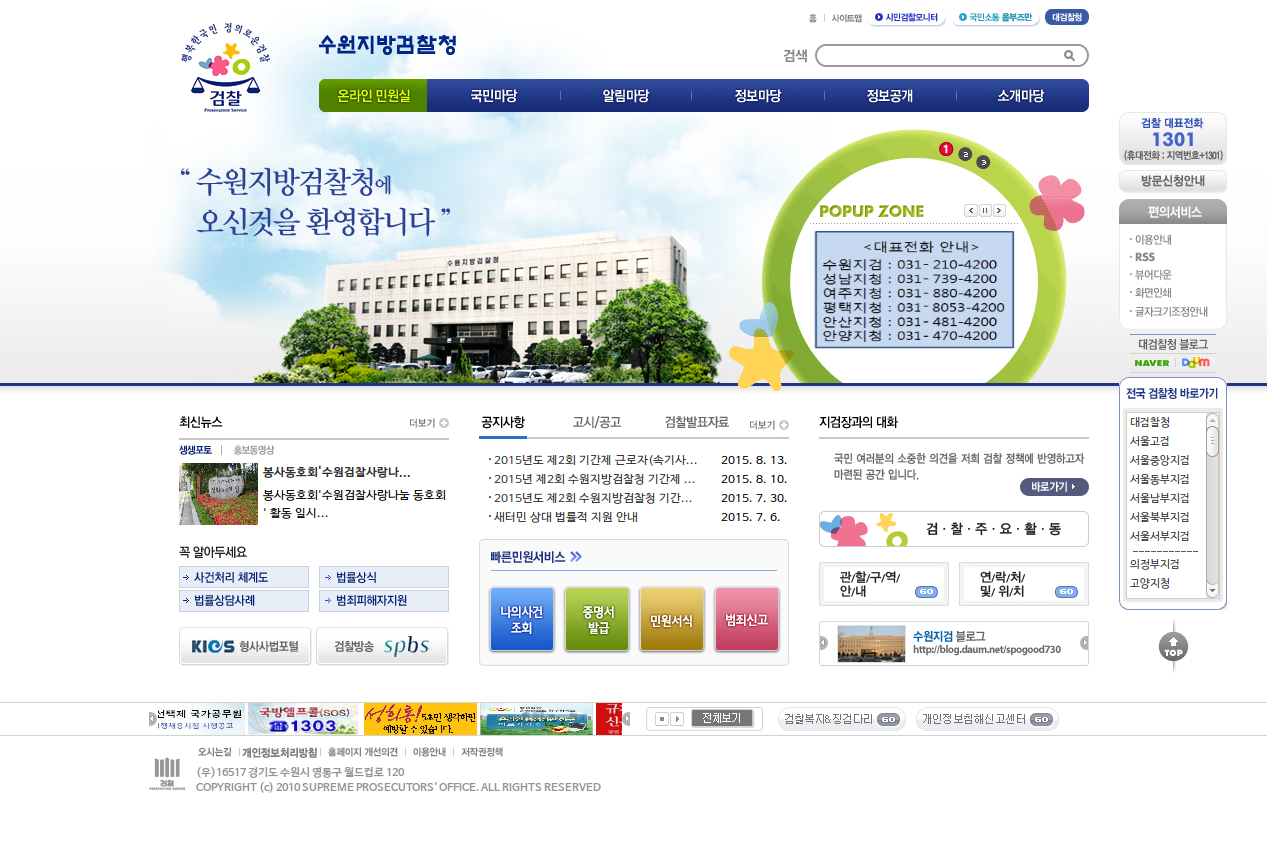 홈 사이트맵 시민검찰모니터 국민소통 옴부즈만 대검찰청
행복한국민 정의로운검찰
검찰
Prosecution Service
수원지방검찰청
검색
온라인 민원실 국민마당 알림마당 정보마당 정보공개 소개마당
“ 수원지방검찰청에
오신것을 환영합니다 ”
수원지방검찰청
1 2 3
POPUP ZONE
<대표전화 안내>
수원지검 : 031- 210-4200
성남지청 : 031- 739-4200
여주지청 : 031- 880-4200
평택지청 : 031- 8053-4200
안산지청 : 031- 481-4200
안양지청 : 031- 470-4200
검찰 대표전화
1301
(휴대전화 : 지역번호+1301)
방문신청안내
편의서비스
· 이용안내
· RSS
· 뷰어다운
· 화면인쇄
· 글자크기조정안내
대검찰청 블로그
NAVER Daum
전국 검찰청 바로가기
대검찰청
서울고검
서울중앙지검
서울동부지검
서울남부지검
서울북부지검
서울서부지검
-----------
의정부지검
고양지청
TOP
최신뉴스 더보기
생생포토 홍보동영상
봉사동호회'수원검찰사랑나...
봉사동호회'수원검찰사랑나눔 동호회
' 활동 일시...
꼭 알아두세요
사건처리 체계도 법률상식
법률상담사례 범죄피해자지원
KICS 형사사법포털 검찰방송 spbs
공지사항 고시/공고 검찰발표자료 더보기
· 2015년도 제2회 기간제 근로자(속기사... 2015. 8. 13.
· 2015년 제2회 수원지방검찰청 기간제 ... 2015. 8. 10.
· 2015년도 제2회 수원지방검찰청 기간... 2015. 7. 30.
· 새터민 상대 법률적 지원 안내 2015. 7. 6.
빠른민원서비스
나의사건
조회
증명서
발급
민원서식
범죄신고
지검장과의 대화
국민 여러분의 소중한 의견을 저희 검찰 정책에 반영하고자
마련된 공간 입니다.
바로가기
검·찰·주·요·활·동
관/할/구/역/
안/내
GO
연/락/처/
및/ 위/치
GO
수원지검 블로그
http://blog.daum.net/spogood730
선택제 국가공무원
국방헬프콜(SOS)
1303
성희롱! 5초만 생각하면
예방할 수 있습니다.
전체보기
검찰복지&징검다리 GO
개인정보침해신고센터 GO
오시는길 개인정보처리방침 홈페이지 개선의견 이용안내 저작권정책
검찰
PROSECUTION SERVICE
(우)16517 경기도 수원시 영통구 월드컵로 120
COPYRIGHT (c) 2010 SUPREME PROSECUTORS' OFFICE. ALL RIGHTS RESERVED